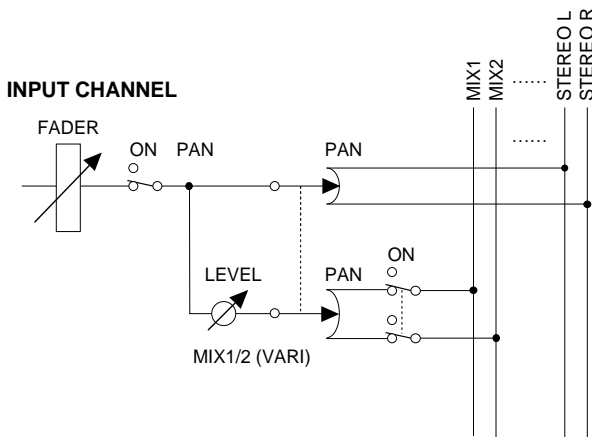 MIX1
MIX2
......
STEREO L
STEREO R
INPUT CHANNEL
......
FADER
ON
PAN
PAN
LEVEL
PAN
ON
MIX1/2 (VARI)